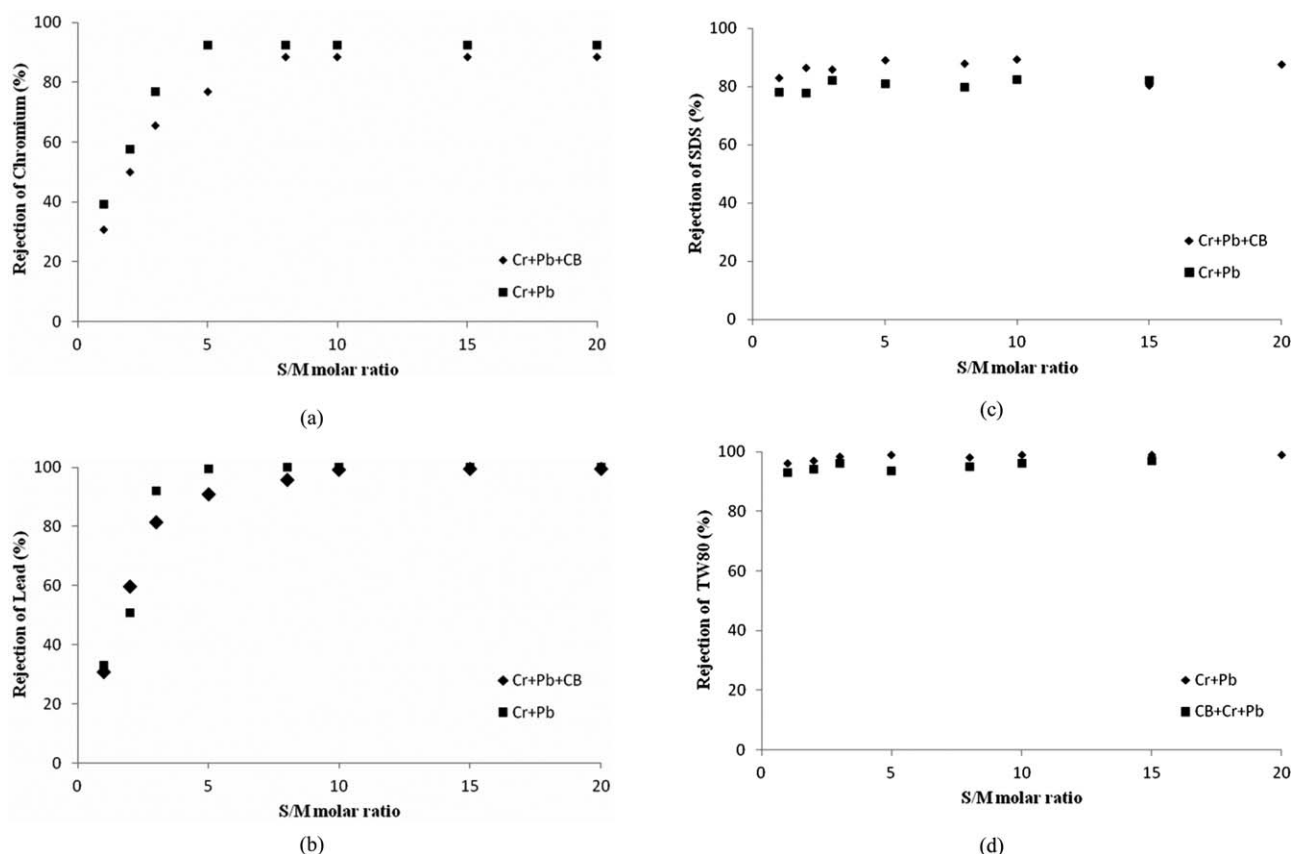 100
80
60
40
20
0
Rejection of Chromium (%)
Cr+Pb+CB
Cr+Pb
0 5 10 15 20
S/M molar ratio
(a)
100
80
60
40
20
0
Rejection of Lead (%)
Cr+Pb+CB
Cr+Pb
0 5 10 15 20
S/M molar ratio
(b)
100
80
60
40
20
0
Rejection of SDS (%)
Cr+Pb+CB
Cr+Pb
0 5 10 15 20
S/M molar ratio
(c)
100
80
60
40
20
0
Rejection of TW80 (%)
Cr+Pb
CB+Cr+Pb
0 5 10 15 20
S/M molar ratio
(d)